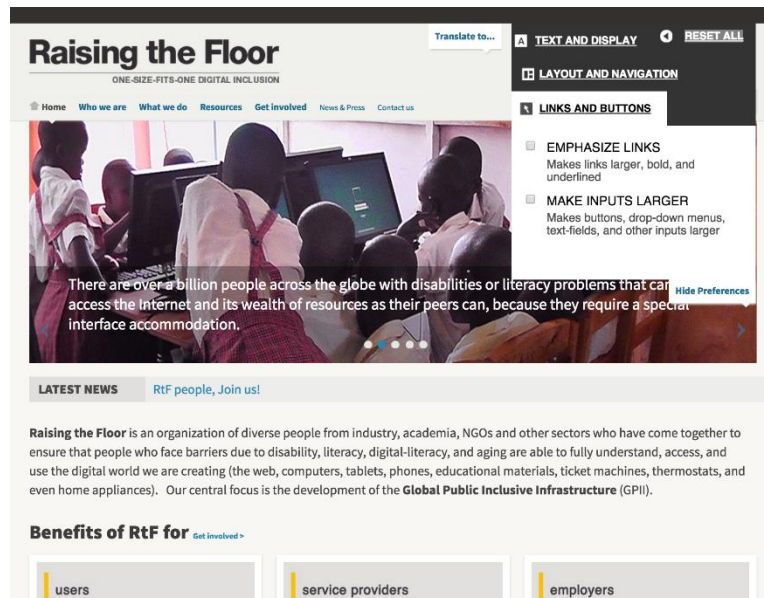 Raising the Floor
ONE-SIZE-FITS-ONE DIGITAL INCLUSION
Translate to...
TEXT AND DISPLAY
RESET ALL
LAYOUT AND NAVIGATION
LINKS AND BUTTONS
EMPHASIZE LINKS
Makes links larger, bold, and
underlined
MAKE INPUTS LARGER
Makes buttons, drop-down menus,
text-fields, and other inputs larger
Hide Preferences
Home Who we are What we do Resources Get involved News & Press Contact us
There are over a billion people across the globe with disabilities or literacy problems that can
access the Internet and its wealth of resources as their peers can, because they require a special
interface accommodation.
LATEST NEWS RtF people, Join us!
Raising the Floor is an organization of diverse people from industry, academia, NGOs and other sectors who have come together to
ensure that people who face barriers due to disability, literacy, digital-literacy, and aging are able to fully understand, access, and
use the digital world we are creating (the web, computers, tablets, phones, educational materials, ticket machines, thermostats, and
even home appliances). Our central focus is the development of the Global Public Inclusive Infrastructure (GPII).
Benefits of RtF for Get involved >
users
service providers
employers